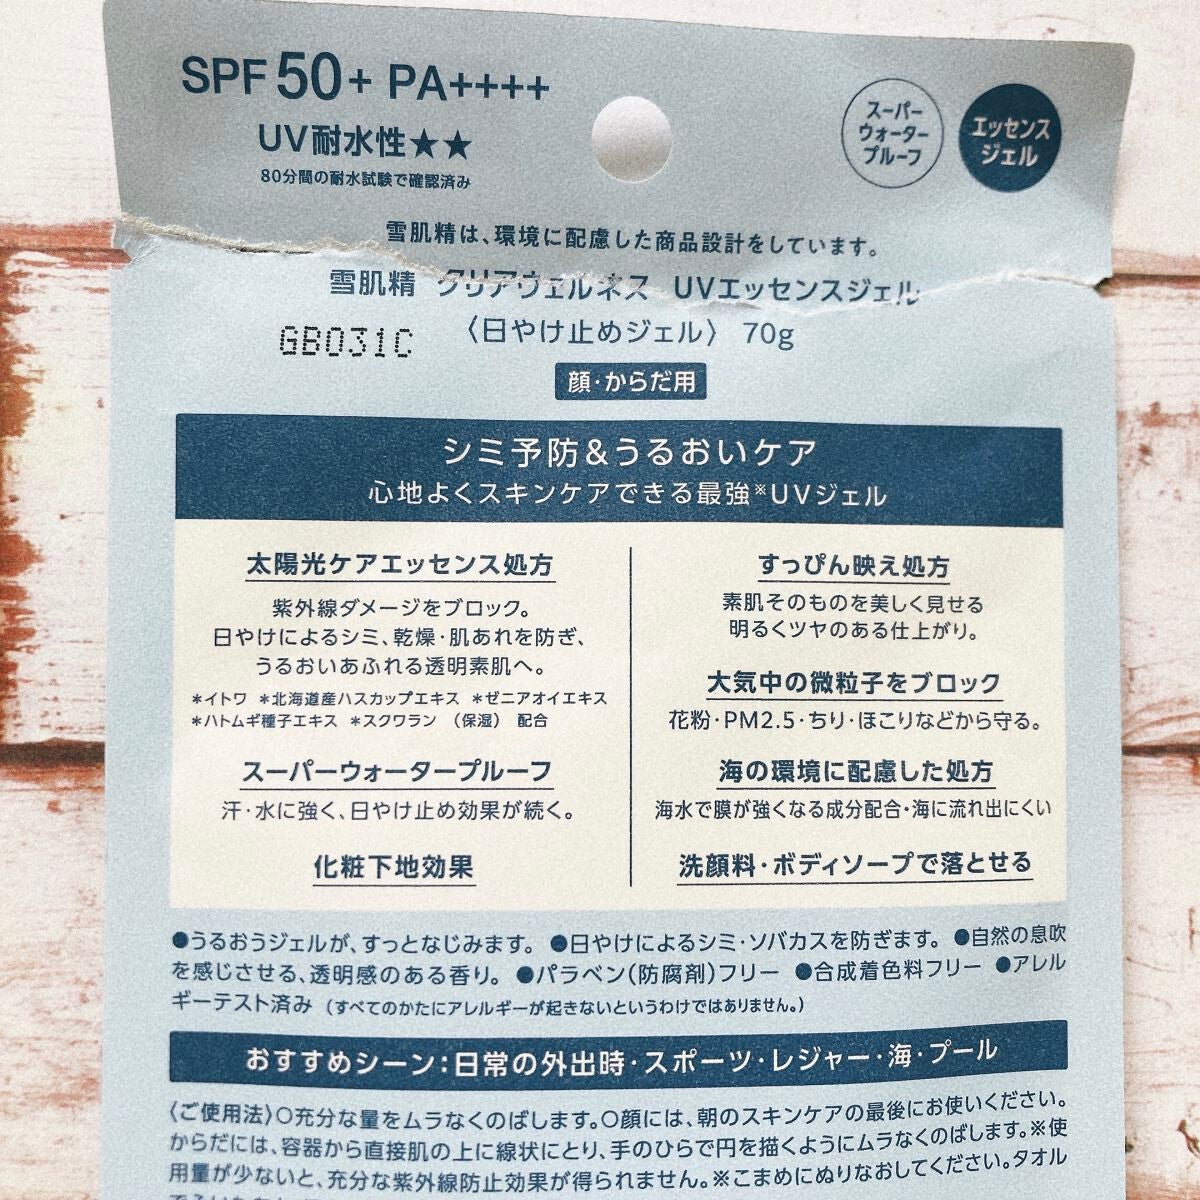 SPF 50+ PA++++
UV耐水性★★
80分間の耐水試験で確認済み
スーパー
ウォーター
プルーフ
エッセンス
ジェル
雪肌精は、環境に配慮した商品設計をしています。
雪肌精 クリアウェルネス UVエッセンスジェル
〈日やけ止めジェル〉 70g
GB031C
顔・からだ用
シミ予防&うるおいケア
心地よくスキンケアできる最強※UVジェル
太陽光ケアエッセンス処方
紫外線ダメージをブロック。
日やけによるシミ、乾燥・肌あれを防ぎ、
うるおいあふれる透明素肌へ。
*イトワ *北海道産ハスカップエキス *ゼニアオイエキス
*ハトムギ種子エキス *スクワラン (保湿) 配合
スーパーウォータープルーフ
汗・水に強く、日やけ止め効果が続く。
化粧下地効果
すっぴん映え処方
素肌そのものを美しく見せる
明るくツヤのある仕上がり。
大気中の微粒子をブロック
花粉・PM2.5・ちり・ほこりなどから守る。
海の環境に配慮した処方
海水で膜が強くなる成分配合・海に流れ出にくい
洗顔料・ボディソープで落とせる
●うるおうジェルが、すっとなじみます。 ●日やけによるシミ・ソバカスを防ぎます。 ●自然の息吹
を感じさせる、透明感のある香り。 ●パラベン(防腐剤)フリー ●合成着色料フリー ●アレル
ギーテスト済み (すべてのかたにアレルギーが起きないというわけではありません。)
おすすめシーン:日常の外出時・スポーツ・レジャー・海・プール
〈ご使用法〉○充分な量をムラなくのばします。○顔には、朝のスキンケアの最後にお使いください。
からだには、容器から直接肌の上に線状にとり、手のひらで円を描くようにムラなくのばします。※使
用量が少ないと、充分な紫外線防止効果が得られません。※こまめにぬりなおしてください。タオル